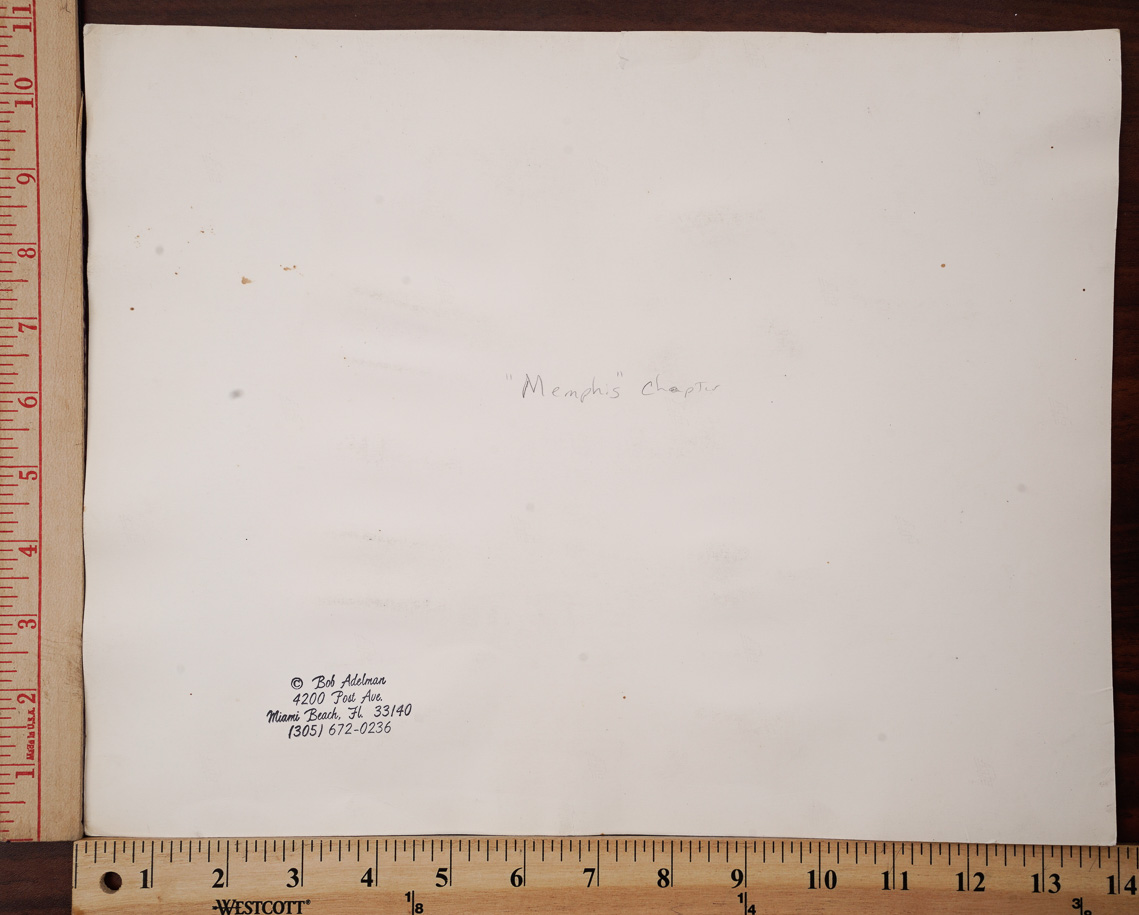 "Memphis" Chapter
© Bob Adelman
4200 Post Ave.
Miami Beach, Fl. 33140
(305) 672-0236
11
10
9
8
7
6
5
4
3
2
1
Made in U.S.A.
1 2 3 4 5 6 7 8 9 10 11 12 13 14
WESTCOTT® 1/8 1/4 3/8